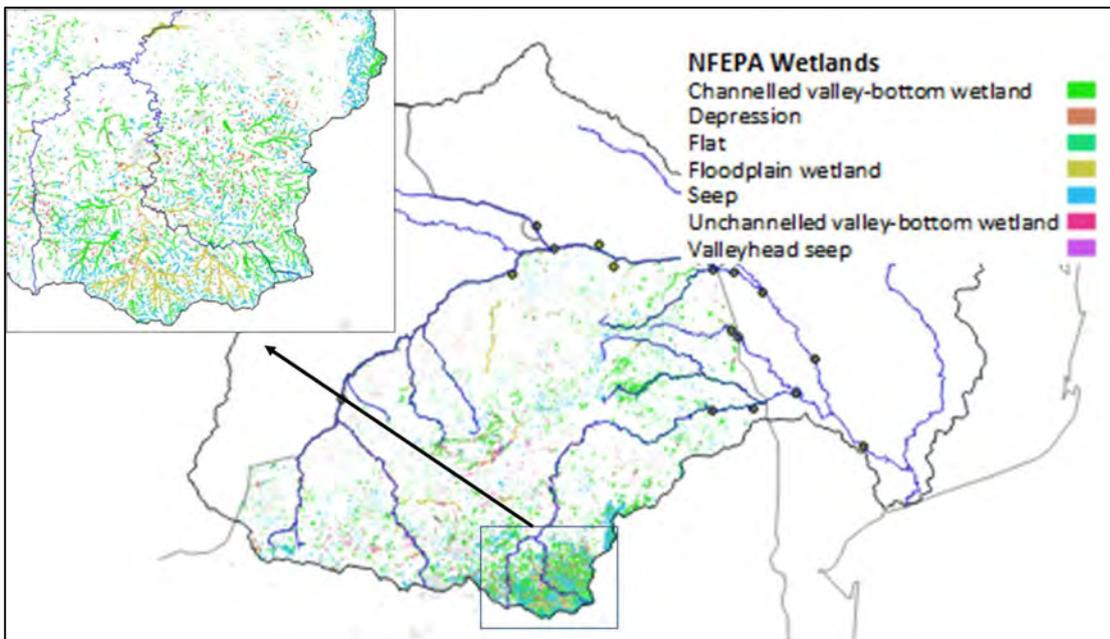 NFEPA Wetlands
Channelled valley-bottom wetland
Depression
Flat
Floodplain wetland
Seep
Unchannelled valley-bottom wetland
Valleyhead seep